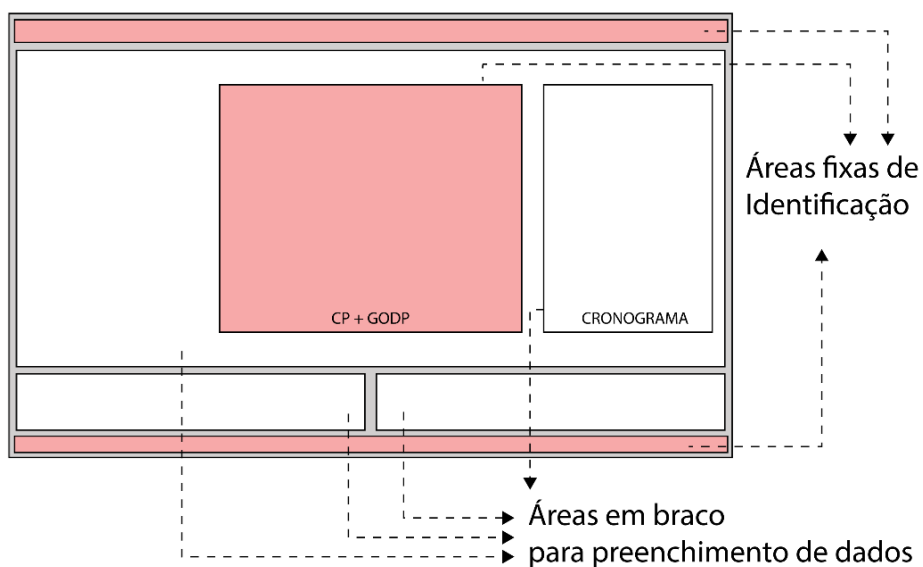 Áreas fixas de
Identificação
CP + GODP
CRONOGRAMA
Áreas em braco
para preenchimento de dados